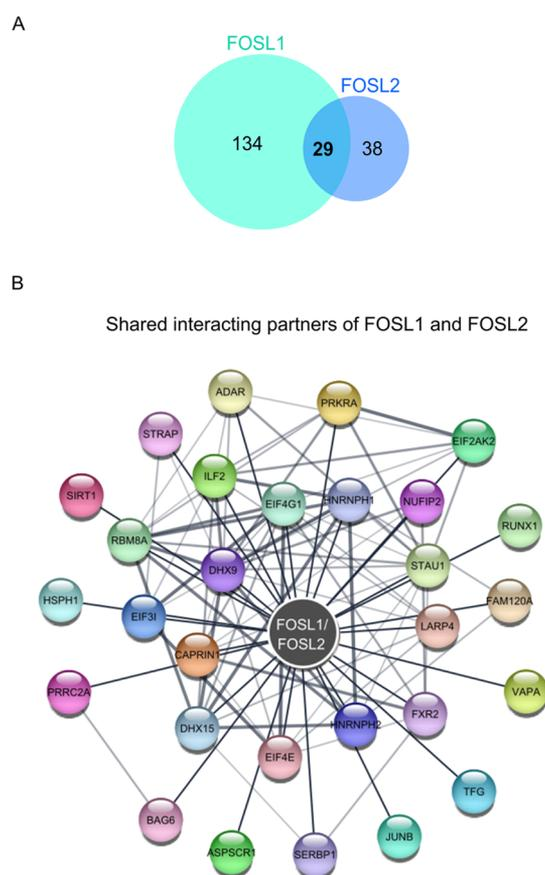 A
FOSL1
FOSL2
134
29
38
B
Shared interacting partners of FOSL1 and FOSL2
ADAR
PRKRA
STRAP
EIF2AK2
ILF2
SIRT1
EIF4G1
HNRNPH1
NUFIP2
RUNX1
RBM8A
DHX9
STAU1
HSPH1
EIF3I
FAM120A
FOSL1/
FOSL2
LARP4
CAPRIN1
PRRC2A
VAPA
DHX15
HNRNPH2
FXR2
EIF4E
TFG
BAG6
JUNB
ASPSCR1
SERBP1